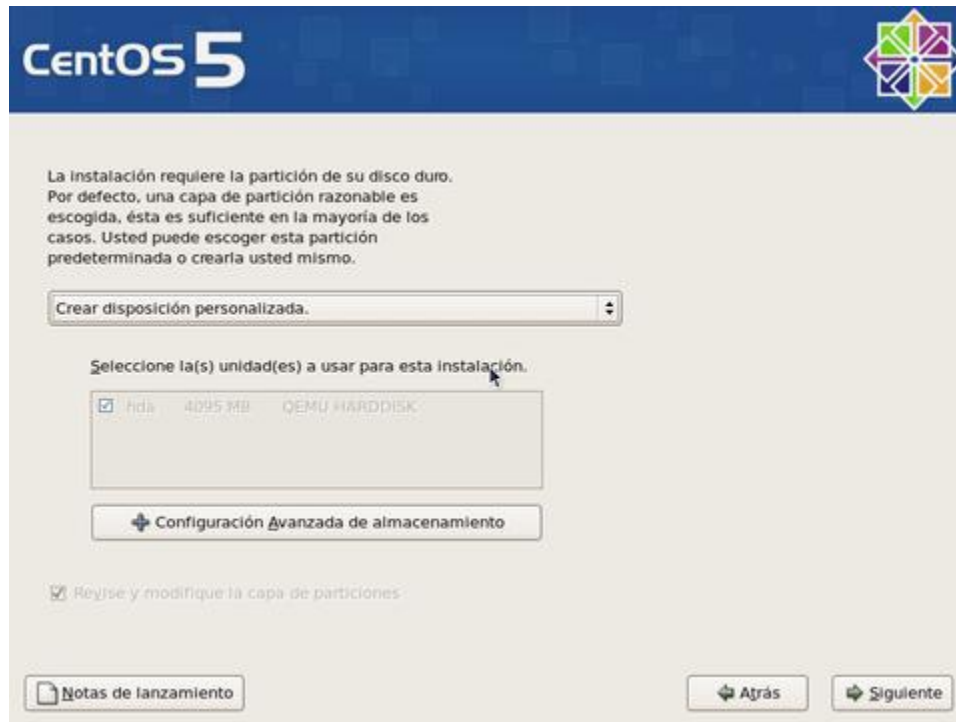 CentOS 5
La instalación requiere la partición de su disco duro.
Por defecto, una capa de partición razonable es
escogida, ésta es suficiente en la mayoría de los
casos. Usted puede escoger esta partición
predeterminada o crearla usted mismo.
Crear disposición personalizada.
Seleccione la(s) unidad(es) a usar para esta instalación.
hda 4095 MB QEMU HARDDISK
Configuración Avanzada de almacenamiento
Revise y modifique la capa de particiones
Notas de lanzamiento
Atrás
Siguiente